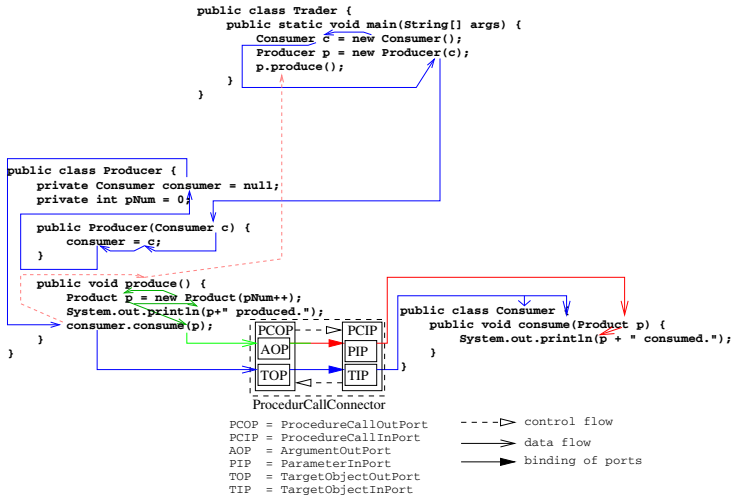 public class Trader {
public static void main(String[] args) {
Consumer c = new Consumer();
Producer p = new Producer(c);
p.produce();
}
}
public class Producer {
private Consumer consumer = null;
private int pNum = 0;
public Producer(Consumer c) {
consumer = c;
}
public void produce() {
Product p = new Product(pNum++);
System.out.println(p+" produced.");
consumer.consume(p);
}
}
PCOP
PCIP
AOP
PIP
TOP
TIP
ProcedurCallConnector
public class Consumer {
public void consume(Product p) {
System.out.println(p + " consumed.");
}
}
PCOP = ProcedureCallOutPort
PCIP = ProcedureCallInPort
AOP = ArgumentOutPort
PIP = ParameterInPort
TOP = TargetObjectOutPort
TIP = TargetObjectInPort
control flow
data flow
binding of ports